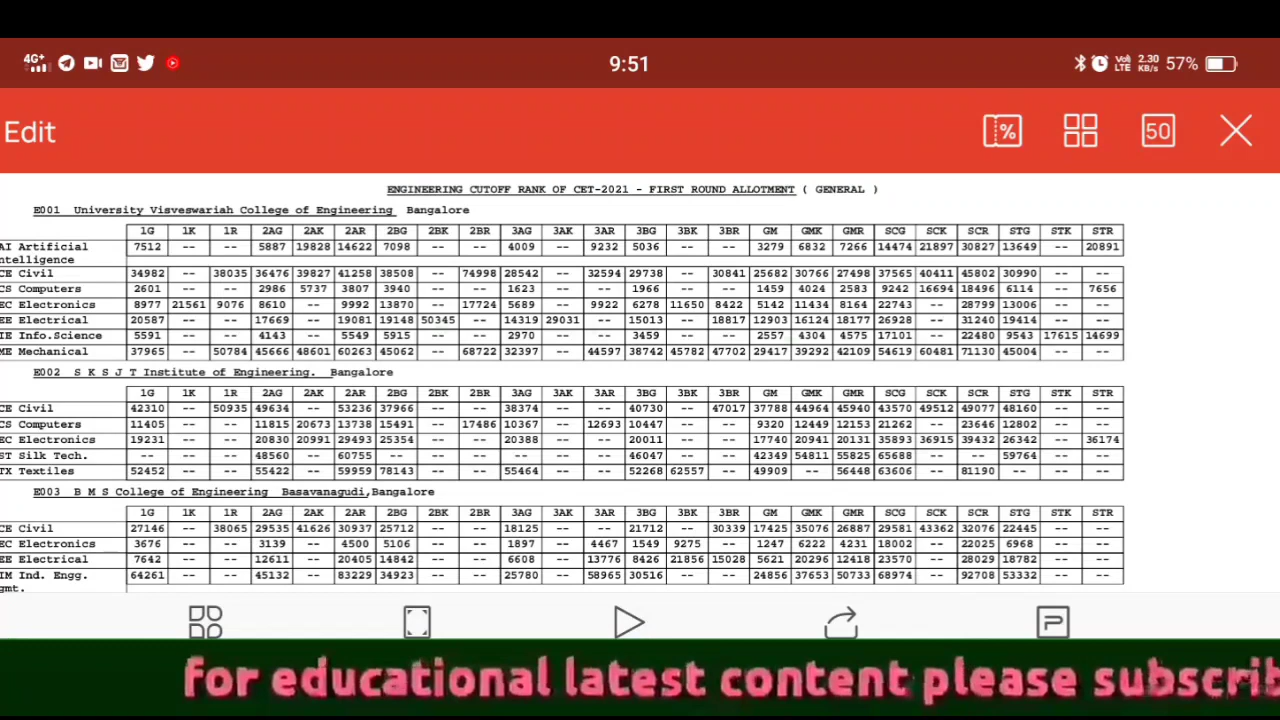 4G+ 9:51 Vo) LTE 2.30 KB/s 57%
Edit % 50
ENGINEERING CUTOFF RANK OF CET-2021 - FIRST ROUND ALLOTMENT ( GENERAL )
E001 University Visveswariah College of Engineering Bangalore
1G 1K 1R 2AG 2AK 2AR 2BG 2BK 2BR 3AG 3AK 3AR 3BG 3BK 3BR GM GMK GMR SCG SCK SCR STG STK STR
AI Artificial 7512 -- -- 5887 19828 14622 7098 -- -- 4009 -- 9232 5036 -- -- 3279 6832 7266 14474 21897 30827 13649 -- 20891
ntelligence
CE Civil 34982 -- 38035 36476 39827 41258 38508 -- 74998 28542 -- 32594 29738 -- 30841 25682 30766 27498 37565 40411 45802 30990 -- --
CS Computers 2601 -- -- 2986 5737 3807 3940 -- -- 1623 -- -- 1966 -- -- 1459 4024 2583 9242 16694 18496 6114 -- 7656
EC Electronics 8977 21561 9076 8610 -- 9992 13870 -- 17724 5689 -- 9922 6278 11650 8422 5142 11434 8164 22743 -- 28799 13006 -- --
EE Electrical 20587 -- -- 17669 -- 19081 19148 50345 -- 14319 29031 -- 15013 -- 18817 12903 16124 18177 26928 -- 31240 19414 -- --
IE Info.Science 5591 -- -- 4143 -- 5549 5915 -- -- 2970 -- -- 3459 -- -- 2557 4304 4575 17101 -- 22480 9543 17615 14699
ME Mechanical 37965 -- 50784 45666 48601 60263 45062 -- 68722 32397 -- 44597 38742 45782 47702 29417 39292 42109 54619 60481 71130 45004 -- --
E002 S K S J T Institute of Engineering. Bangalore
1G 1K 1R 2AG 2AK 2AR 2BG 2BK 2BR 3AG 3AK 3AR 3BG 3BK 3BR GM GMK GMR SCG SCK SCR STG STK STR
CE Civil 42310 -- 50935 49634 -- 53236 37966 -- -- 38374 -- -- 40730 -- 47017 37788 44964 45940 43570 49512 49077 48160 -- --
CS Computers 11405 -- -- 11815 20673 13738 15491 -- 17486 10367 -- 12693 10447 -- -- 9320 12449 12153 21262 -- 23646 12802 -- --
EC Electronics 19231 -- -- 20830 20991 29493 25354 -- -- 20388 -- -- 20011 -- -- 17740 20941 20131 35893 36915 39432 26342 -- 36174
ST Silk Tech. -- -- -- 48560 -- 60755 -- -- -- -- -- -- 46047 -- -- 42349 54811 55825 65688 -- -- 59764 -- --
TX Textiles 52452 -- -- 55422 -- 59959 78143 -- -- 55464 -- -- 52268 62557 -- 49909 -- 56448 63606 -- 81190 -- -- --
E003 B M S College of Engineering Basavanagudi,Bangalore
1G 1K 1R 2AG 2AK 2AR 2BG 2BK 2BR 3AG 3AK 3AR 3BG 3BK 3BR GM GMK GMR SCG SCK SCR STG STK STR
CE Civil 27146 -- 38065 29535 41626 30937 25712 -- -- 18125 -- -- 21712 -- 30339 17425 35076 26887 29581 43362 32076 22445 -- --
EC Electronics 3676 -- -- 3139 -- 4500 5106 -- -- 1897 -- 4467 1549 9275 -- 1247 6222 4231 18002 -- 22025 6968 -- --
EE Electrical 7642 -- -- 12611 -- 20405 14842 -- -- 6608 -- 13776 8426 21856 15028 5621 20296 12418 23570 -- 28029 18782 -- --
IM Ind. Engg. 64261 -- -- 45132 -- 83229 34923 -- -- 25780 -- 58965 30516 -- -- 24856 37653 50733 68974 -- 92708 53332 -- --
gmt.
for educational latest content please subscrib